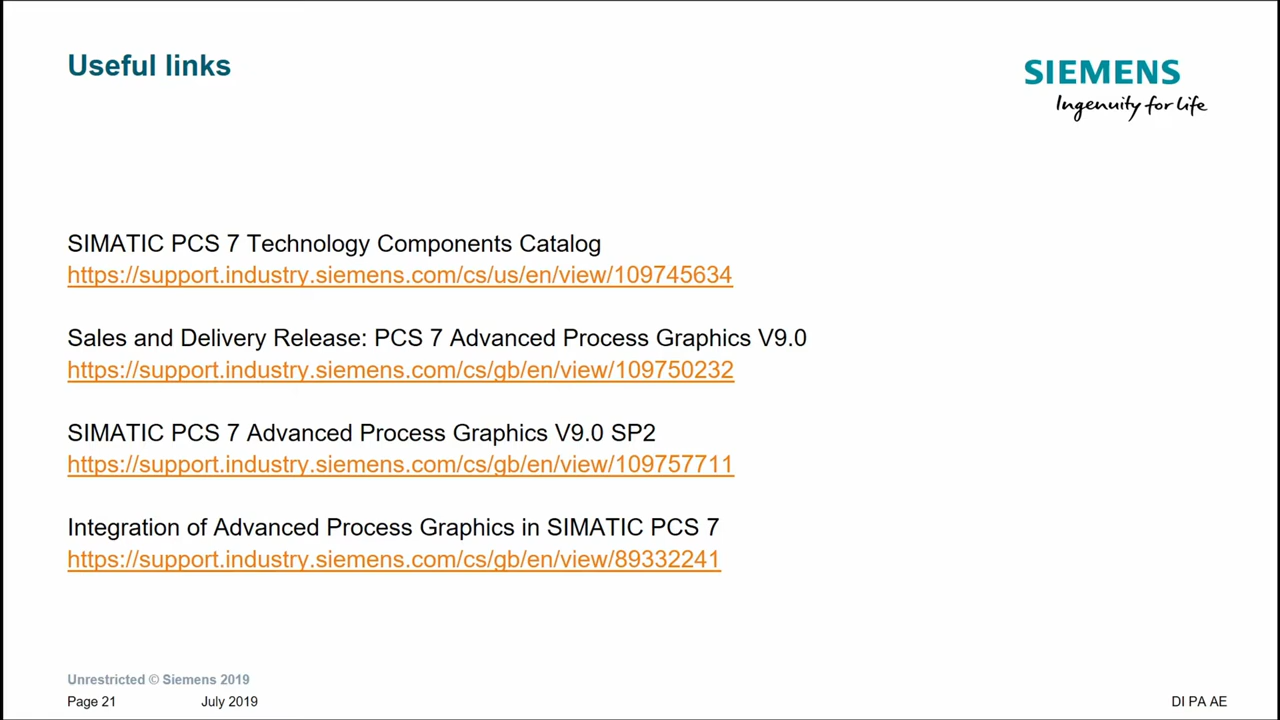 Useful links
SIEMENS
Ingenuity for life
SIMATIC PCS 7 Technology Components Catalog
https://support.industry.siemens.com/cs/us/en/view/109745634
Sales and Delivery Release: PCS 7 Advanced Process Graphics V9.0
https://support.industry.siemens.com/cs/gb/en/view/109750232
SIMATIC PCS 7 Advanced Process Graphics V9.0 SP2
https://support.industry.siemens.com/cs/gb/en/view/109757711
Integration of Advanced Process Graphics in SIMATIC PCS 7
https://support.industry.siemens.com/cs/gb/en/view/89332241
Unrestricted © Siemens 2019
Page 21 July 2019 DI PA AE